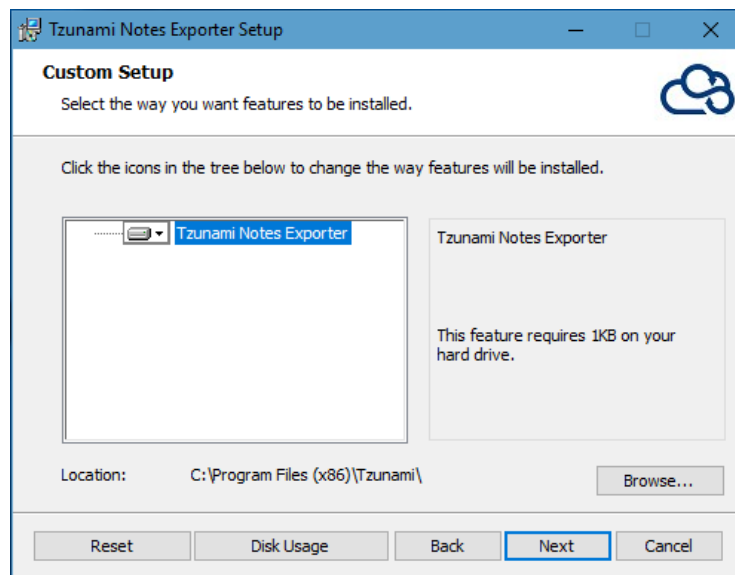 Tzunami Notes Exporter Setup
Custom Setup
Select the way you want features to be installed.
Click the icons in the tree below to change the way features will be installed.
Tzunami Notes Exporter
Tzunami Notes Exporter
This feature requires 1KB on your
hard drive.
Location: C:\Program Files (x86)\Tzunami\
Browse...
Reset Disk Usage Back Next Cancel